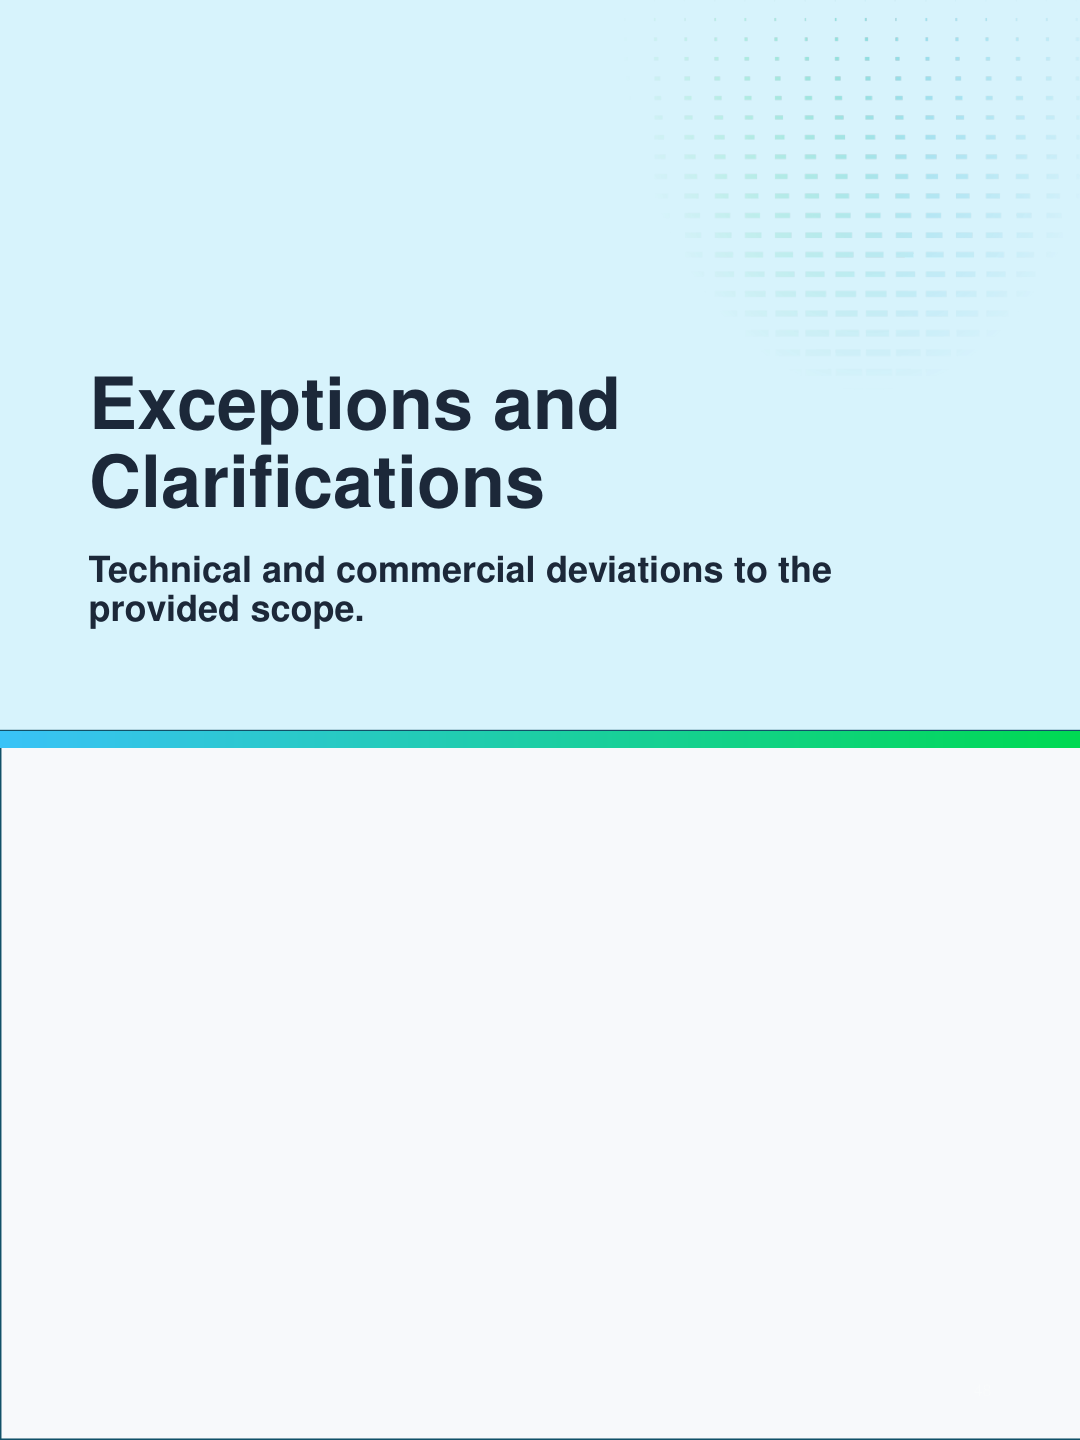 Exceptions and
Clarifications
Technical and commercial deviations to the
provided scope.